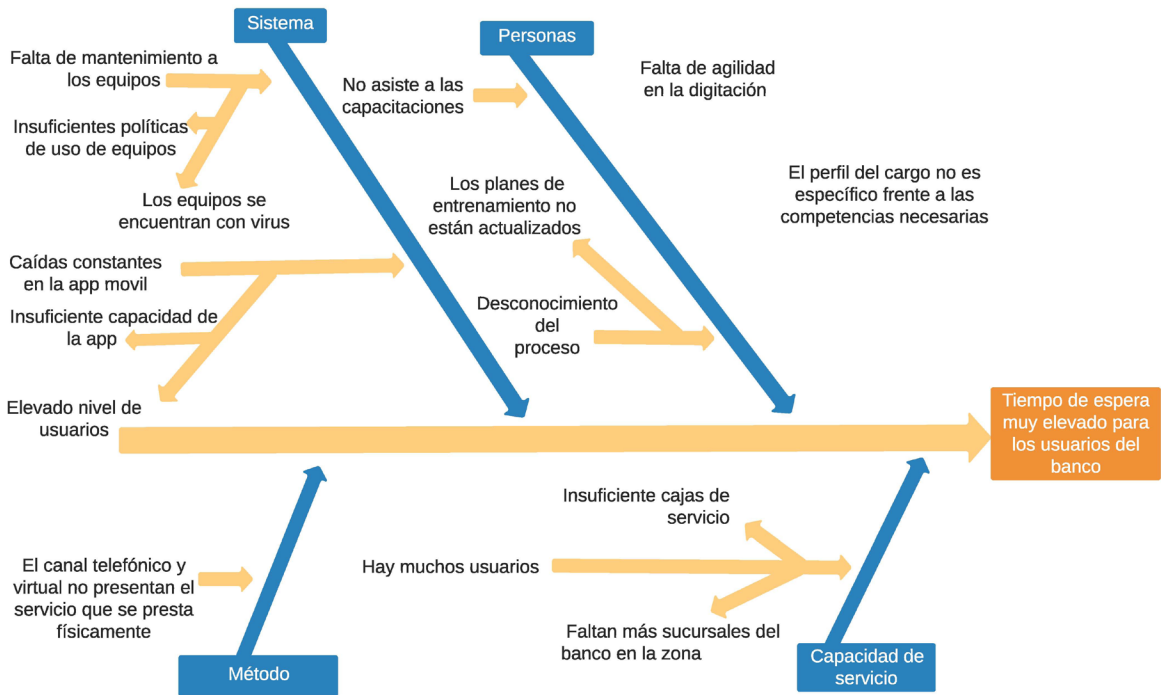 Sistema
Personas
Falta de mantenimiento a
los equipos
Insuficientes políticas
de uso de equipos
Los equipos se
encuentran con virus
Caídas constantes
en la app movil
Insuficiente capacidad de
la app
Elevado nivel de
usuarios
No asiste a las
capacitaciones
Falta de agilidad
en la digitación
Los planes de
entrenamiento no
están actualizados
El perfil del cargo no es
específico frente a las
competencias necesarias
Desconocimiento
del
proceso
Tiempo de espera
muy elevado para
los usuarios del
banco
El canal telefónico y
virtual no presentan el
servicio que se presta
físicamente
Insuficiente cajas de
servicio
Hay muchos usuarios
Faltan más sucursales del
banco en la zona
Método
Capacidad de
servicio